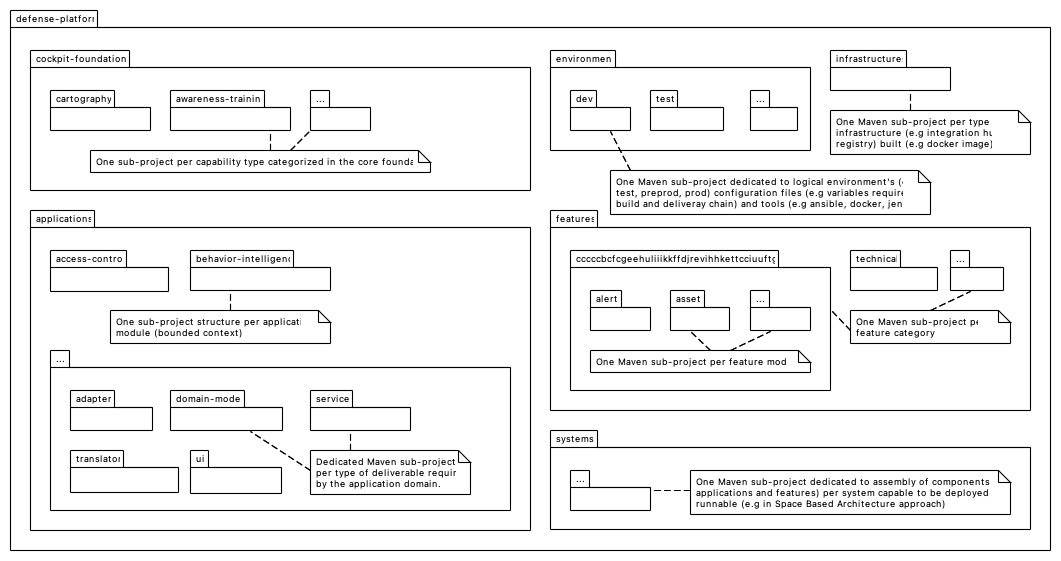 defense-platform
cockpit-foundation
cartography
awareness-trainin
...
One sub-project per capability type categorized in the core founda
environmen
dev
test
...
One Maven sub-project dedicated to logical environment's (
test, preprod, prod) configuration files (e.g variables require
build and deliveray chain) and tools (e.g ansible, docker, jen
infrastructure
One Maven sub-project per type
infrastructure (e.g integration hu
registry) built (e.g docker image)
applications
access-contro
behavior-intelligenc
One sub-project structure per applicati
module (bounded context)
...
adapter
domain-mode
service
translator
ui
Dedicated Maven sub-project
per type of deliverable requir
by the application domain.
features
technical
...
alert
asset
...
One Maven sub-project per feature mod
One Maven sub-project pe
feature category
systems
...
One Maven sub-project dedicated to assembly of components
applications and features) per system capable to be deployed
runnable (e.g in Space Based Architecture approach)